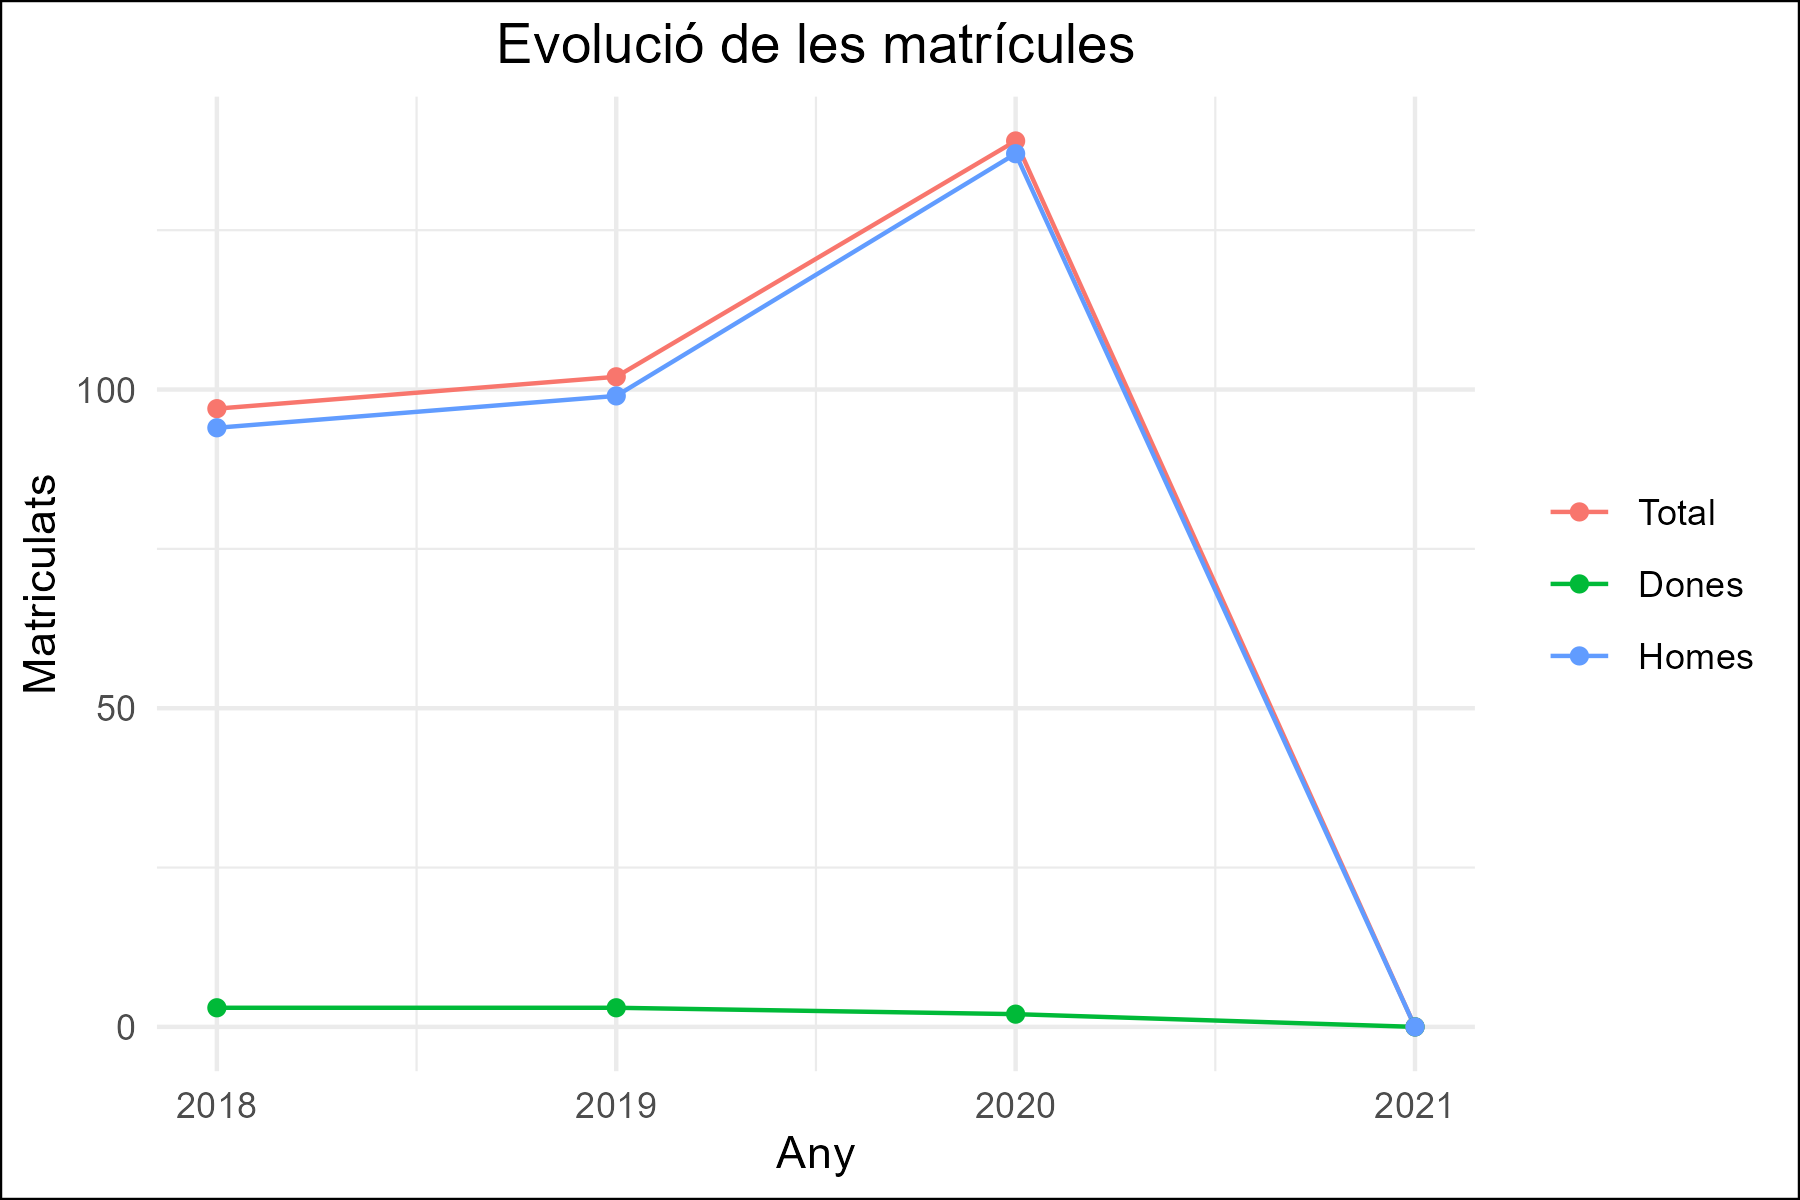 Evolució de les matrícules
Matriculats
100
50
0
2018
2019
2020
2021
Any
Total
Dones
Homes